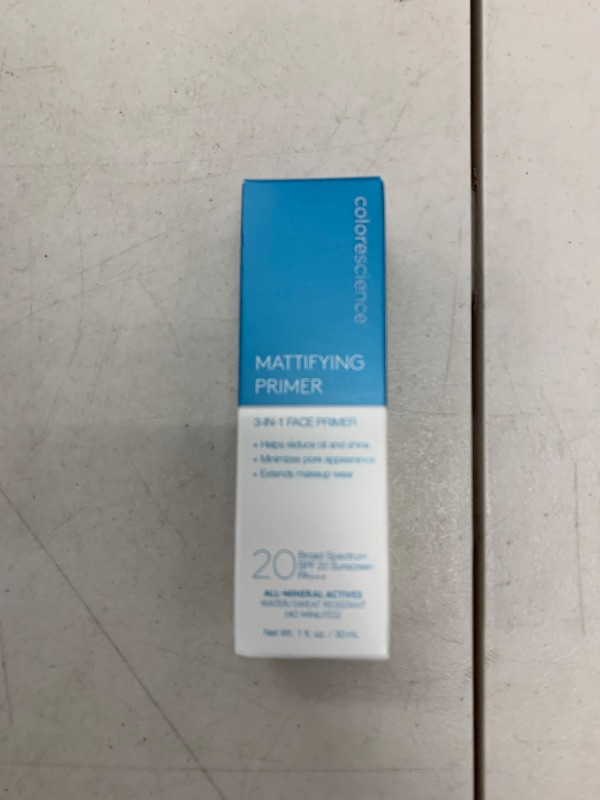 colorescience
MATTIFYING
PRIMER
3-IN-1 FACE PRIMER
• Helps reduce oil and shine
• Minimizes pore appearance
• Extends makeup wear
20
Broad Spectrum
SPF 20 Sunscreen
PA+++
ALL MINERAL ACTIVES
WATER/SWEAT RESISTANT
(40 MINUTES)
Net Wt. 1 fl. oz. / 30mL